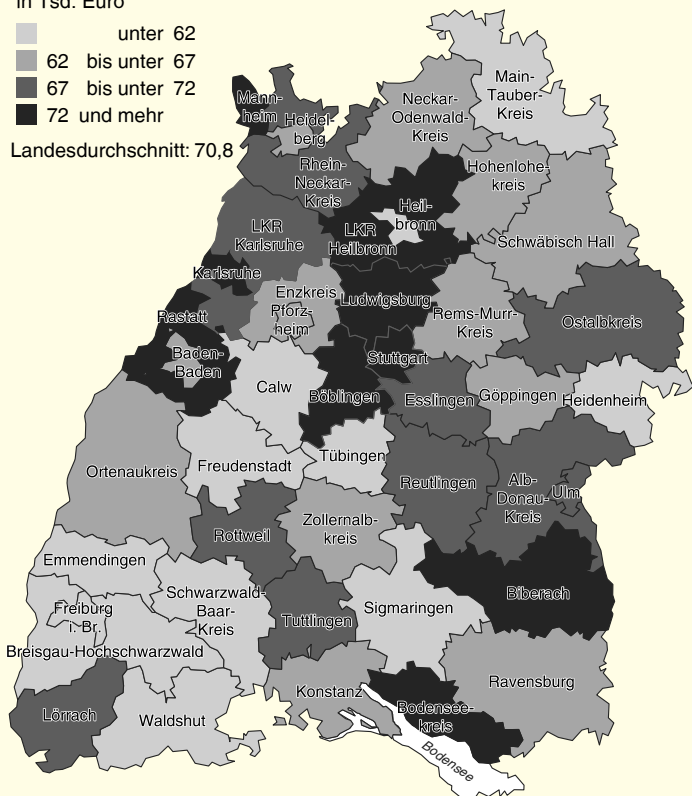 in Tsd. Euro
unter 62
62 bis unter 67
67 bis unter 72
72 und mehr
Landesdurchschnitt: 70,8
Main-
Tauber-
Kreis
Neckar-
Odenwald-
Kreis
Mann-
heim
Heidel-
berg
Rhein-
Neckar-
Kreis
Hohenlohe-
kreis
Heil-
bronn
LKR
Heilbronn
LKR
Karlsruhe
Schwäbisch Hall
Karlsruhe
Enzkreis
Pforz-
heim
Ludwigsburg
Rems-Murr-
Kreis
Ostalbkreis
Rastatt
Baden-
Baden
Stuttgart
Calw
Böblingen
Esslingen
Göppingen
Heidenheim
Ortenaukreis
Freudenstadt
Tübingen
Reutlingen
Alb-
Donau-
Kreis
Ulm
Rottweil
Zollernalb-
kreis
Emmendingen
Schwarzwald-
Baar-
Kreis
Tuttlingen
Sigmaringen
Biberach
Freiburg
i. Br.
Breisgau-Hochschwarzwald
Konstanz
Ravensburg
Lörrach
Waldshut
Bodensee-
kreis
Bodensee